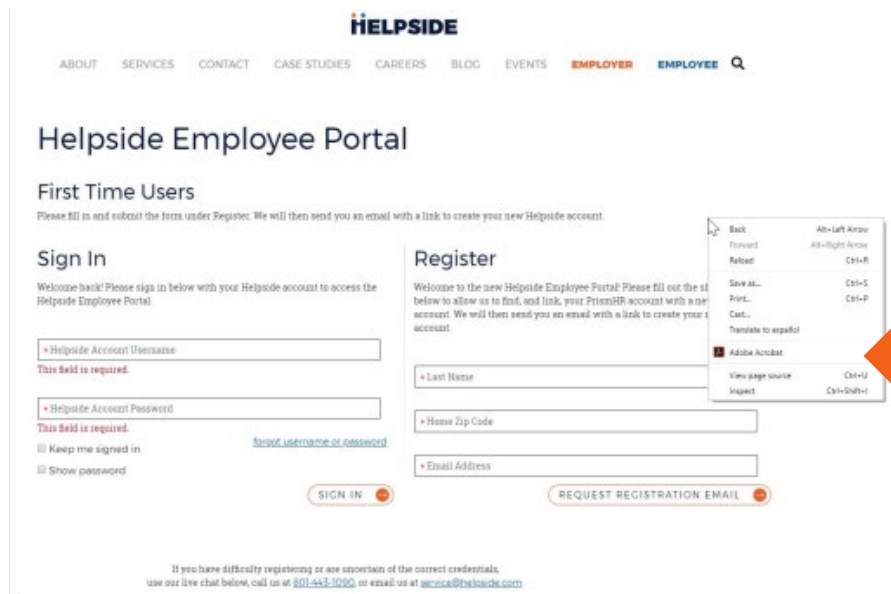 HELPSIDE
ABOUT SERVICES CONTACT CASE STUDIES CAREERS BLOG EVENTS EMPLOYER EMPLOYEE
Helpside Employee Portal
First Time Users
Please fill in and submit the form under Register. We will then send you an email with a link to create your new Helpside account.
Sign In
Welcome back! Please sign in below with your Helpside account to access the
Helpside Employee Portal.
* Helpside Account Username
This field is required.
* Helpside Account Password
This field is required.
Keep me signed in
forgot username or password
Show password
SIGN IN
Register
Welcome to the new Helpside Employee Portal! Please fill out the
below to allow us to find, and link, your PrismHR account with a
account. We will then send you an email with a link to create your
account.
* Last Name
* Home Zip Code
* Email Address
REQUEST REGISTRATION EMAIL
Back Alt+Left Arrow
Forward Alt+Right Arrow
Reload Ctrl+R
Save as... Ctrl+S
Print... Ctrl+P
Cast...
Translate to español
Adobe Acrobat
View page source Ctrl+U
Inspect Ctrl+Shift+I
If you have difficulty registering or are uncertain of the correct credentials,
use our live chat below, call us at 801-443-1090, or email us at service@helpside.com.